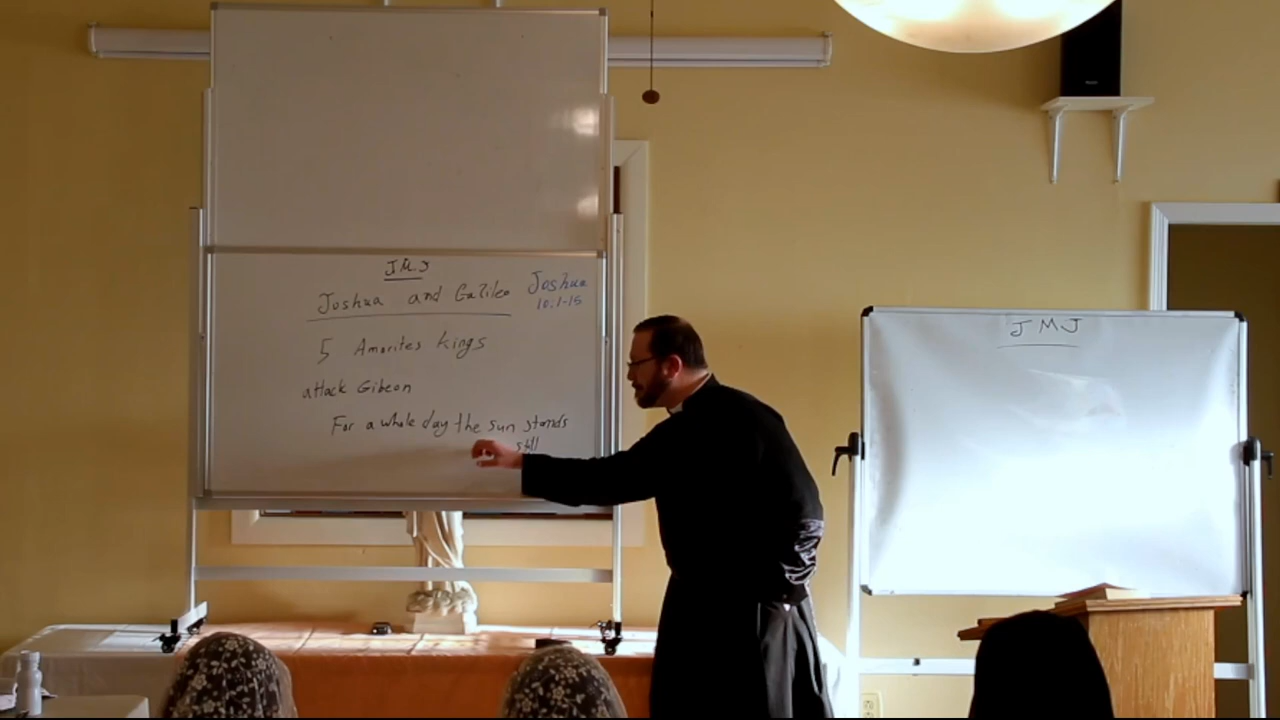 J.M.J
Joshua and Galileo
Joshua
10:1-15
5 Amorites kings
attack Gibeon
For a whole day the sun stands
still
JMJ